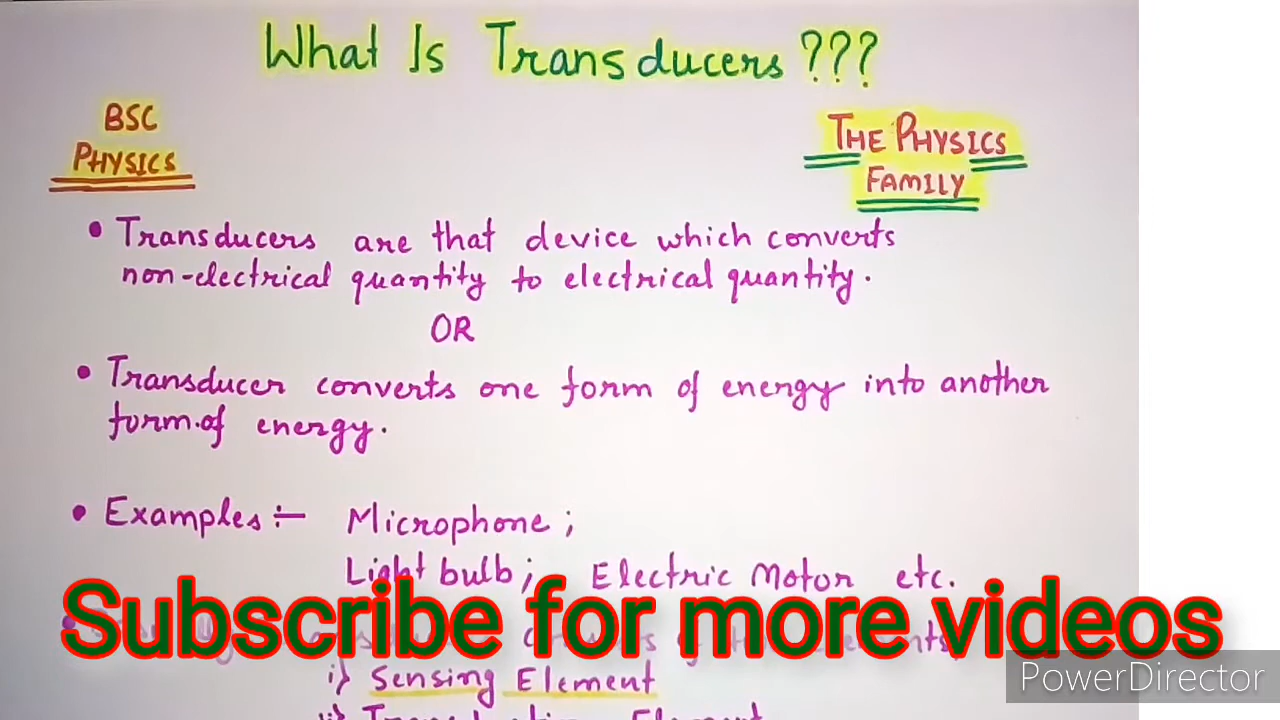 What Is Transducers ???
BSC
PHYSICS
THE PHYSICS
FAMILY
• Transducers are that device which converts
non-electrical quantity to electrical quantity.
OR
• Transducer converts one form of energy into another
form.of energy.
• Examples :- Microphone ;
Light bulb ; Electric Motor etc.
Subscribe for more videos
i) Sensing Element
Element
PowerDirector